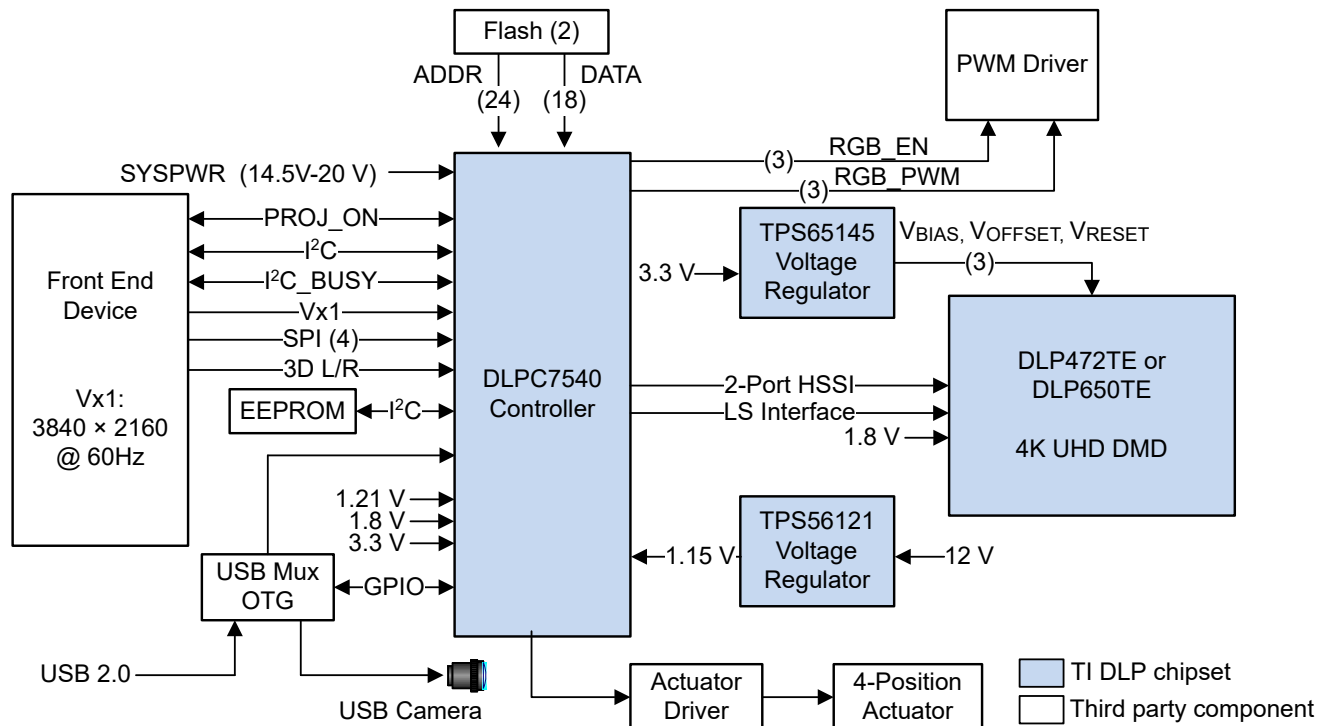 Flash (2)
ADDR
DATA
(24)
(18)
PWM Driver
RGB_EN
(3)
RGB_PWM
(3)
SYSPWR (14.5V-20 V)
PROJ_ON
I²C
I²C_BUSY
Vx1
SPI (4)
3D L/R
Front End
Device
Vx1:
3840 × 2160
@ 60Hz
EEPROM
I²C
DLPC7540
Controller
TPS65145
Voltage
Regulator
3.3 V
VBIAS, VOFFSET, VRESET
(3)
2-Port HSSI
LS Interface
1.8 V
DLP472TE or
DLP650TE
4K UHD DMD
1.21 V
1.8 V
3.3 V
TPS56121
Voltage
Regulator
1.15 V
12 V
USB Mux
OTG
GPIO
USB 2.0
USB Camera
Actuator
Driver
4-Position
Actuator
TI DLP chipset
Third party component